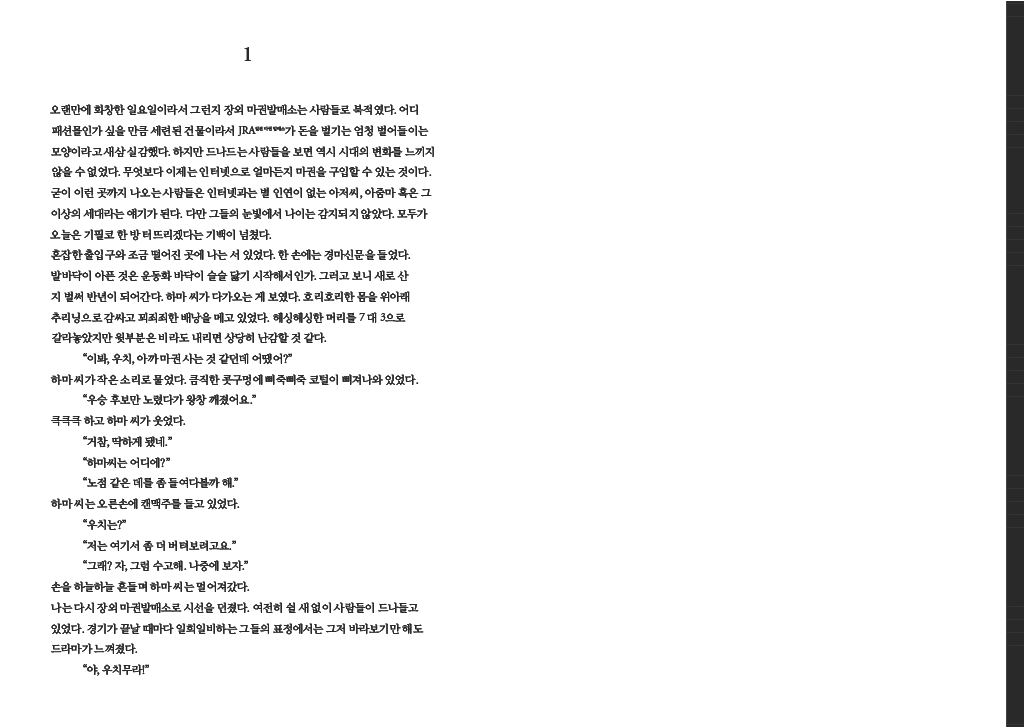 1
오랜만에 화창한 일요일이라서 그런지 장외 마권발매소는 사람들로 북적였다. 어디
패션몰인가 싶을 만큼 세련된 건물이라서 JRA가 돈을 벌기는 엄청 벌어들이는
모양이라고 새삼 실감했다. 하지만 드나드는 사람들을 보면 역시 시대의 변화를 느끼지
않을 수 없었다. 무엇보다 이제는 인터넷으로 얼마든지 마권을 구입할 수 있는 것이다.
굳이 이런 곳까지 나오는 사람들은 인터넷과는 별 인연이 없는 아저씨, 아줌마 혹은 그
이상의 세대라는 얘기가 된다. 다만 그들의 눈빛에서 나이는 감지되지 않았다. 모두가
오늘은 기필코 한 방 터뜨리겠다는 기백이 넘쳤다.
혼잡한 출입구와 조금 떨어진 곳에 나는 서 있었다. 한 손에는 경마신문을 들었다.
발바닥이 아픈 것은 운동화 바닥이 슬슬 닳기 시작해서인가. 그러고 보니 새로 산
지 벌써 반년이 되어간다. 하마 씨가 다가오는 게 보였다. 호리호리한 몸을 위아래
추리닝으로 감싸고 꾀죄죄한 배낭을 메고 있었다. 헤싱헤싱한 머리를 7 대 3으로
갈라놓았지만 윗부분은 비라도 내리면 상당히 난감할 것 같다.
“이봐, 우치, 아까 마권 사는 것 같던데 어땠어?”
하마 씨가 작은 소리로 물었다. 큼직한 콧구멍에 삐죽삐죽 코털이 삐져나와 있었다.
“우승 후보만 노렸다가 왕창 깨졌어요.”
큭큭큭 하고 하마 씨가 웃었다.
“거참, 딱하게 됐네.”
“하마씨는 어디에?”
“노점 같은 데를 좀 들여다볼까 해.”
하마 씨는 오른손에 캔맥주를 들고 있었다.
“우치는?”
“저는 여기서 좀 더 버텨보려고요.”
“그래? 자, 그럼 수고해. 나중에 보자.”
손을 하늘하늘 흔들며 하마 씨는 멀어져갔다.
나는 다시 장외 마권발매소로 시선을 던졌다. 여전히 쉴 새 없이 사람들이 드나들고
있었다. 경기가 끝날 때마다 일희일비하는 그들의 표정에서는 그저 바라보기만 해도
드라마가 느껴졌다.
“야, 우치무라!”